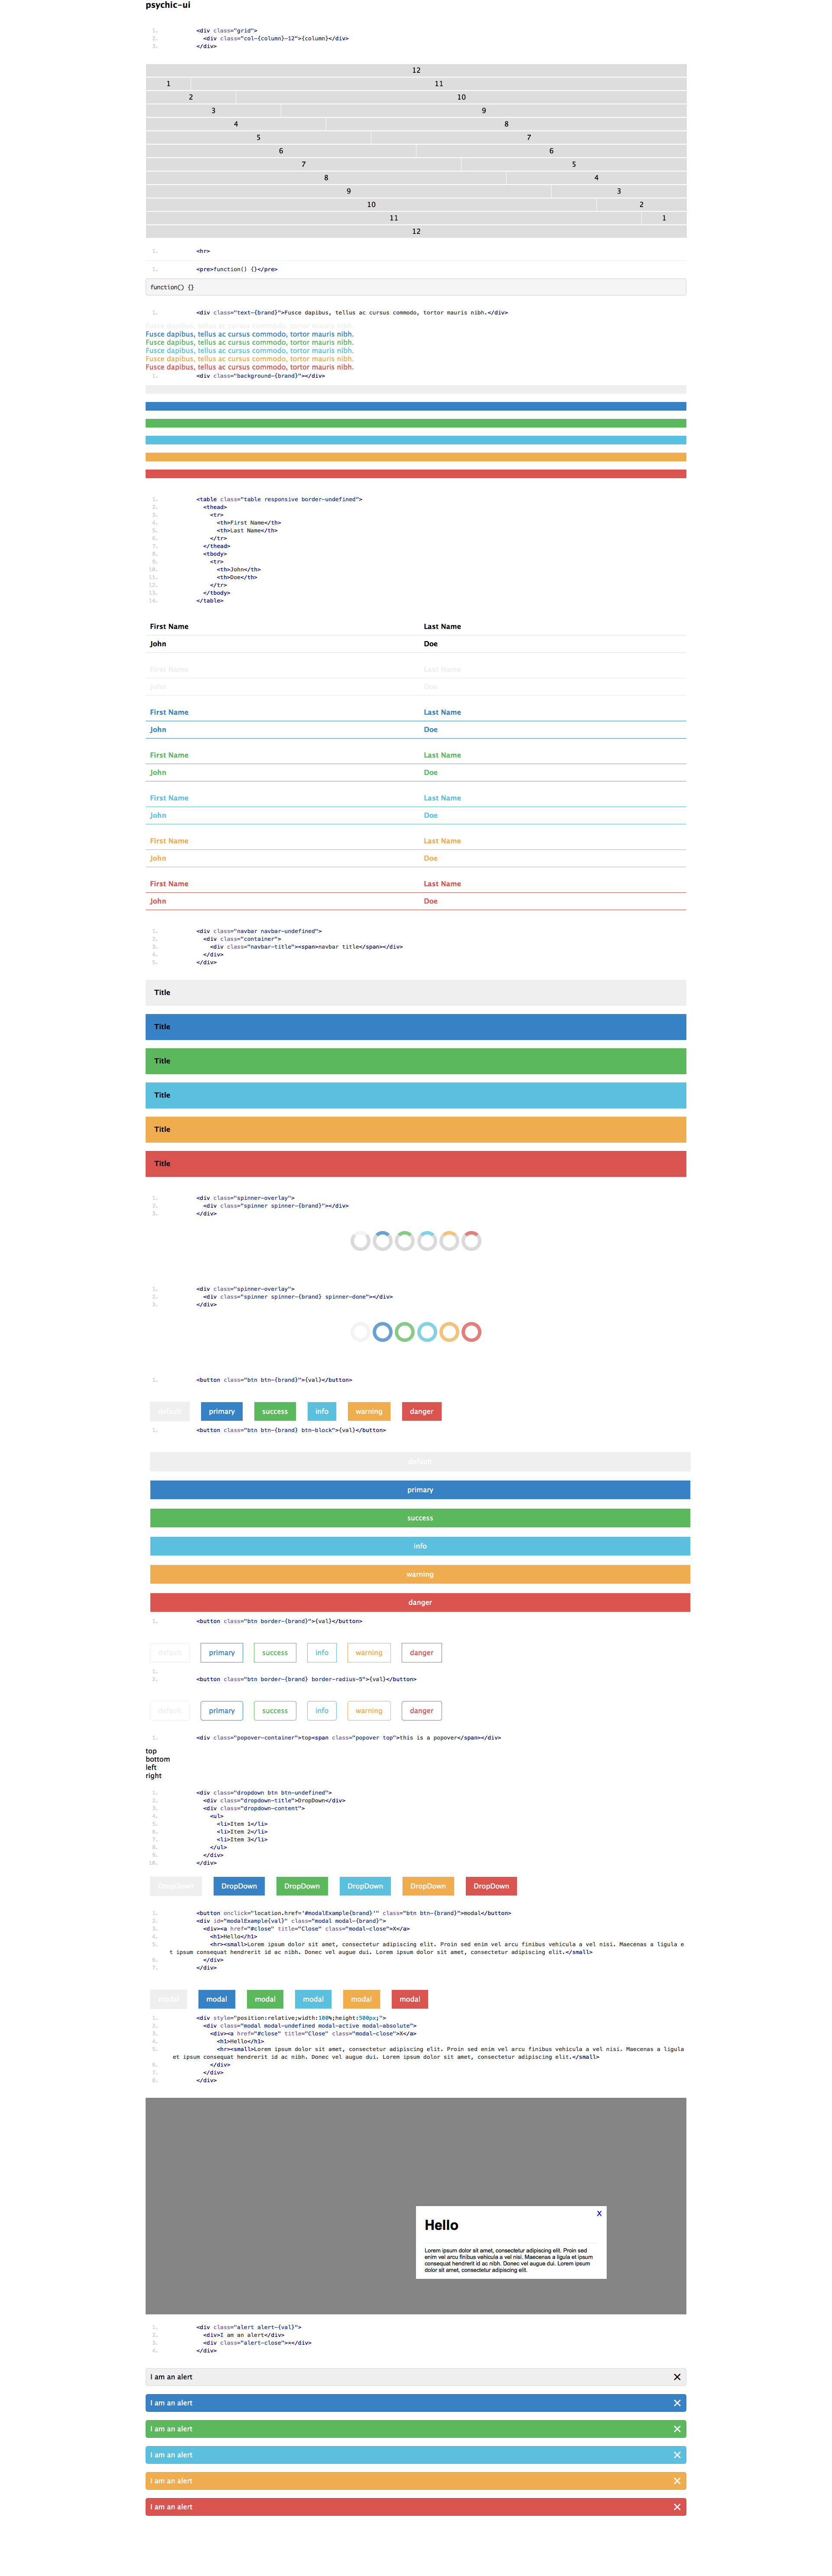 psychic-ui
1. <div class="grid">
2. <div class="col-{column}-12">{column}</div>
3. </div>
12
1 11
2 10
3 9
4 8
5 7
6 6
7 5
8 4
9 3
10 2
11 1
12
1. <hr>
1. <pre>function() {}</pre>
function() {}
1. <div class="text-{brand}">Fusce dapibus, tellus ac cursus commodo, tortor mauris nibh.</div>
Fusce dapibus, tellus ac cursus commodo, tortor mauris nibh.
Fusce dapibus, tellus ac cursus commodo, tortor mauris nibh.
Fusce dapibus, tellus ac cursus commodo, tortor mauris nibh.
Fusce dapibus, tellus ac cursus commodo, tortor mauris nibh.
Fusce dapibus, tellus ac cursus commodo, tortor mauris nibh.
Fusce dapibus, tellus ac cursus commodo, tortor mauris nibh.
1. <div class="background-{brand}"></div>
1. <table class="table responsive border-undefined">
2. <thead>
3. <tr>
4. <th>First Name</th>
5. <th>Last Name</th>
6. </tr>
7. </thead>
8. <tbody>
9. <tr>
10. <th>John</th>
11. <th>Doe</th>
12. </tr>
13. </tbody>
14. </table>
First Name Last Name
John Doe
First Name Last Name
John Doe
First Name Last Name
John Doe
First Name Last Name
John Doe
First Name Last Name
John Doe
First Name Last Name
John Doe
First Name Last Name
John Doe
1. <div class="navbar navbar-undefined">
2. <div class="container">
3. <div class="navbar-title"><span>navbar title</span></div>
4. </div>
5. </div>
Title
Title
Title
Title
Title
Title
1. <div class="spinner-overlay">
2. <div class="spinner spinner-{brand}"></div>
3. </div>
1. <div class="spinner-overlay">
2. <div class="spinner spinner-{brand} spinner-done"></div>
3. </div>
1. <button class="btn btn-{brand}">{val}</button>
default primary success info warning danger
1. <button class="btn btn-{brand} btn-block">{val}</button>
default
primary
success
info
warning
danger
1. <button class="btn border-{brand}">{val}</button>
default primary success info warning danger
1.
2. <button class="btn border-{brand} border-radius-5">{val}</button>
default primary success info warning danger
1. <div class="popover-container">top<span class="popover top">this is a popover</span></div>
top
bottom
left
right
1. <div class="dropdown btn btn-undefined">
2. <div class="dropdown-title">DropDown</div>
3. <div class="dropdown-content">
4. <ul>
5. <li>Item 1</li>
6. <li>Item 2</li>
7. <li>Item 3</li>
8. </ul>
9. </div>
10. </div>
DropDown DropDown DropDown DropDown DropDown DropDown
1. <button onclick="location.href='#modalExample{brand}'" class="btn btn-{brand}">modal</button>
2. <div id="modalExample{val}" class="modal modal-{brand}">
3. <div><a href="#close" title="Close" class="modal-close">X</a>
4. <h1>Hello</h1>
5. <hr><small>Lorem ipsum dolor sit amet, consectetur adipiscing elit. Proin sed enim vel arcu finibus vehicula a vel nisi. Maecenas a ligula e
t ipsum consequat hendrerit id ac nibh. Donec vel augue dui. Lorem ipsum dolor sit amet, consectetur adipiscing elit.</small>
6. </div>
7. </div>
modal modal modal modal modal modal
1. <div style="position:relative;width:100%;height:500px;">
2. <div class="modal modal-undefined modal-active modal-absolute">
3. <div><a href="#close" title="Close" class="modal-close">X</a>
4. <h1>Hello</h1>
5. <hr><small>Lorem ipsum dolor sit amet, consectetur adipiscing elit. Proin sed enim vel arcu finibus vehicula a vel nisi. Maecenas a ligula
et ipsum consequat hendrerit id ac nibh. Donec vel augue dui. Lorem ipsum dolor sit amet, consectetur adipiscing elit.</small>
6. </div>
7. </div>
8. </div>
X
Hello
Lorem ipsum dolor sit amet, consectetur adipiscing elit. Proin sed
enim vel arcu finibus vehicula a vel nisi. Maecenas a ligula et ipsum
consequat hendrerit id ac nibh. Donec vel augue dui. Lorem ipsum
dolor sit amet, consectetur adipiscing elit.
1. <div class="alert alert-{val}">
2. <div>I am an alert</div>
3. <div class="alert-close">×</div>
4. </div>
I am an alert ×
I am an alert ×
I am an alert ×
I am an alert ×
I am an alert ×
I am an alert ×